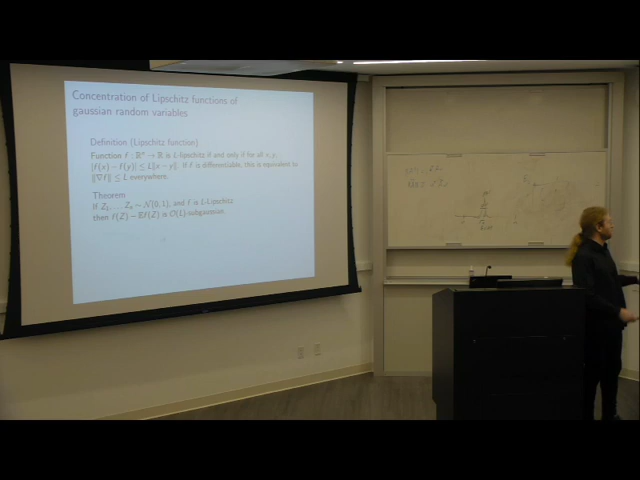 Concentration of Lipschitz functions of
gaussian random variables
Definition (Lipschitz function)
Function f : ℝⁿ → ℝ is L-lipschitz if and only if for all x, y,
|f(x) − f(y)| ≤ L‖x − y‖. If f is differentiable, this is equivalent to
‖∇f‖ ≤ L everywhere.
Theorem
If Z₁, . . . Zₙ ∼ N(0, 1), and f is L-Lipschitz
then f(Z) − 𝔼f(Z) is O(L)-subgaussian.